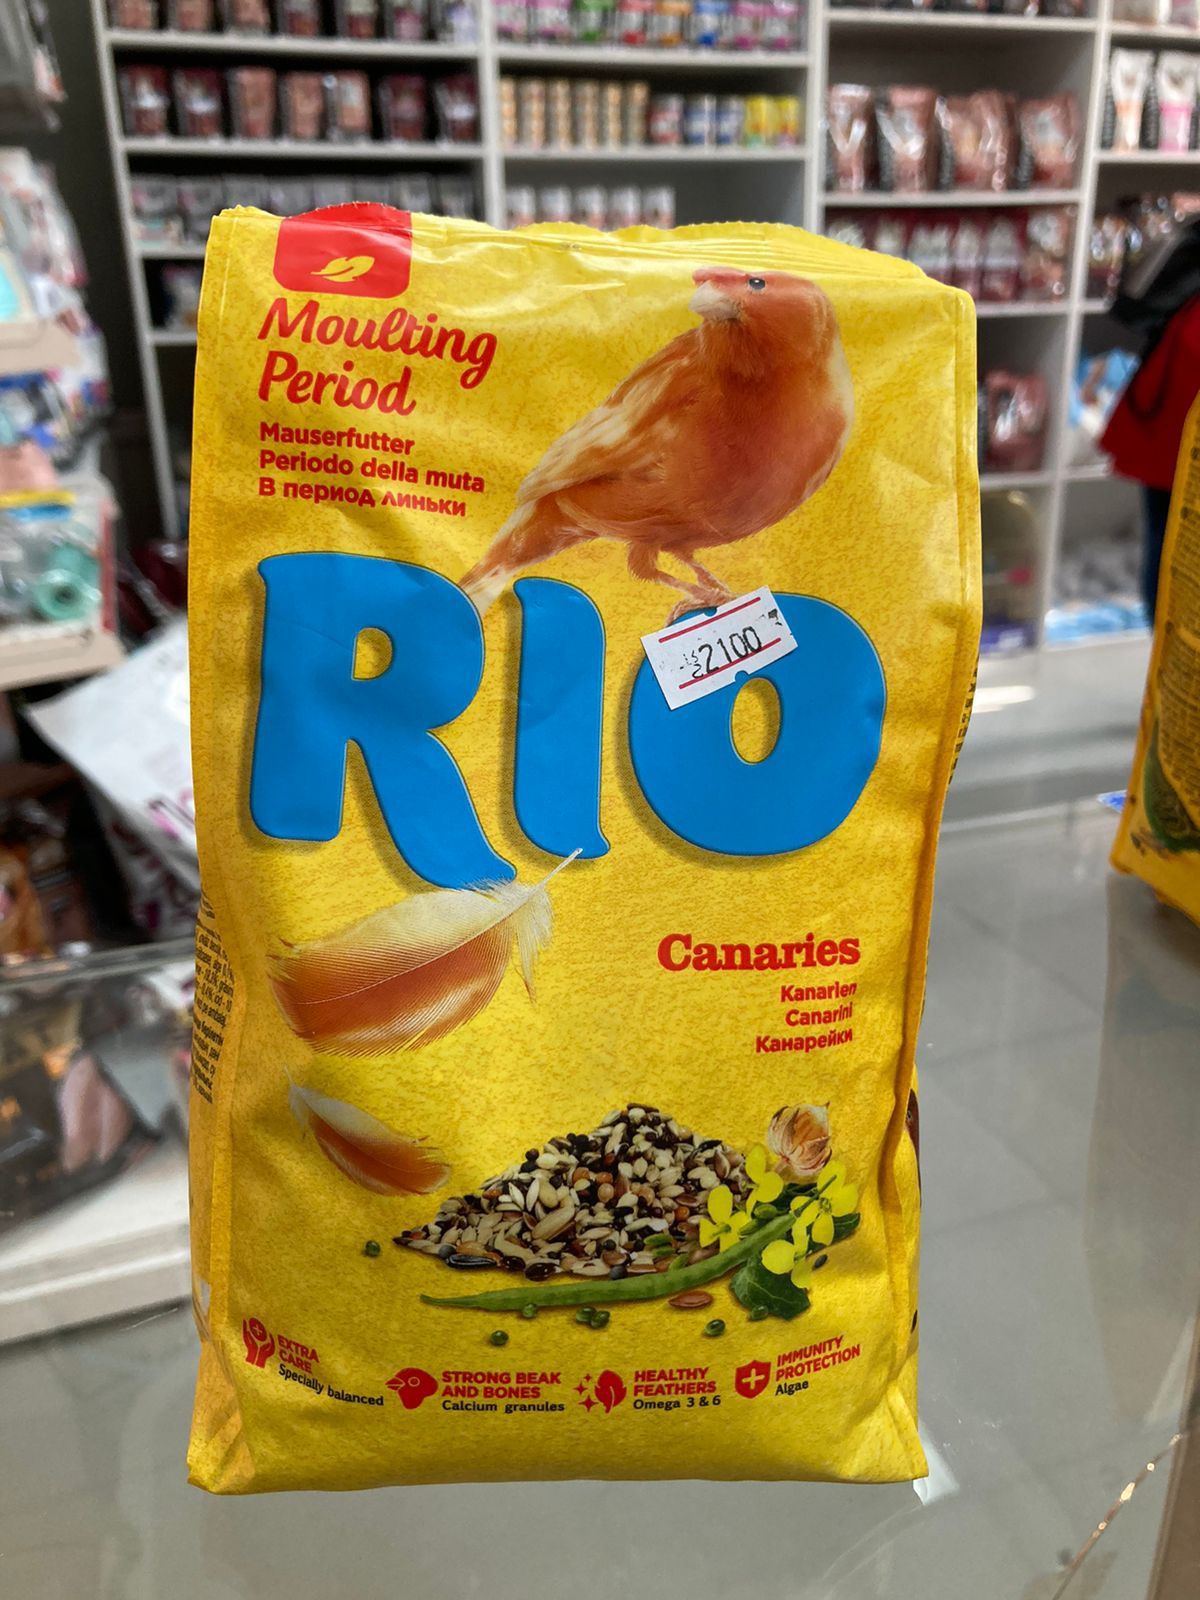 Moulting
Period
Mauserfutter
Periodo della muta
В период линьки
RIO
2100
Canaries
Kanarien
Canarini
Канарейки
EXTRA
CARE
Specially balanced
STRONG BEAK
AND BONES
Calcium granules
HEALTHY
FEATHERS
Omega 3 & 6
IMMUNITY
PROTECTION
Algae